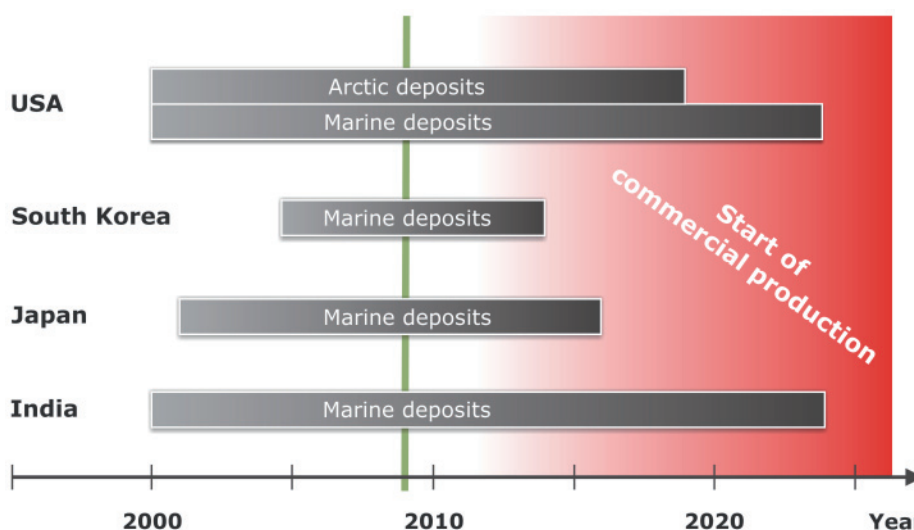 USA
Arctic deposits
Marine deposits
South Korea
Marine deposits
Japan
Marine deposits
India
Marine deposits
Start of
commercial production
2000
2010
2020
Year